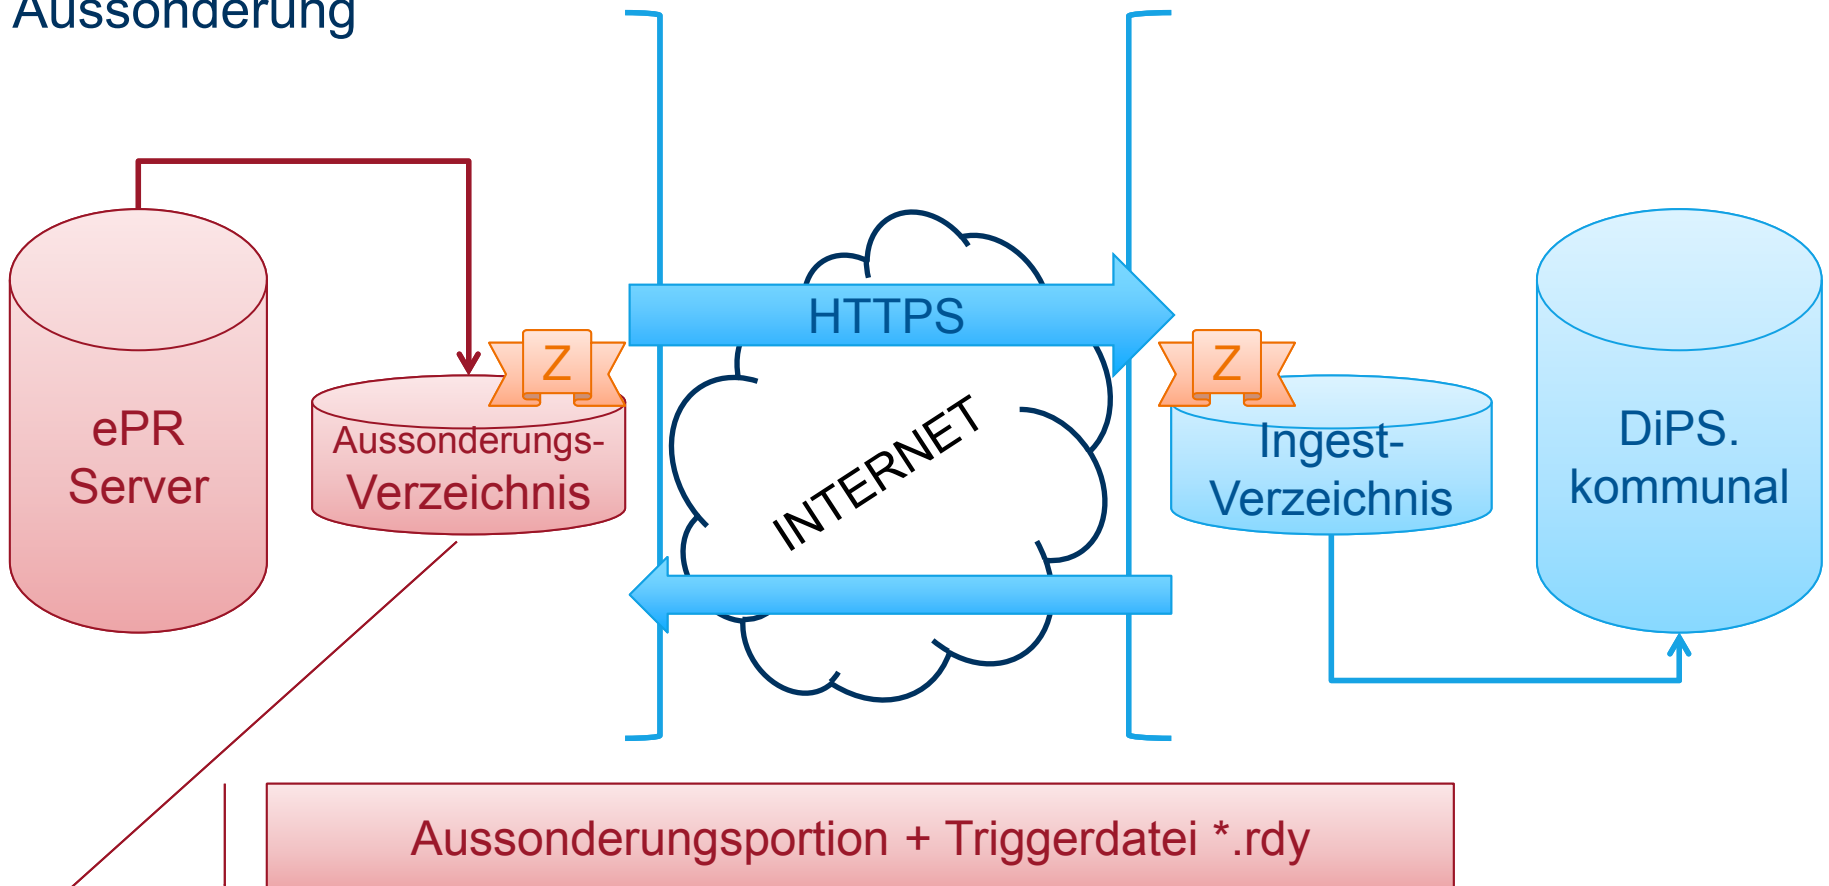 Aussonderung
HTTPS
Z
Z
ePR
Server
Aussonderungs-
Verzeichnis
INTERNET
Ingest-
Verzeichnis
DiPS.
kommunal
Aussonderungsportion + Triggerdatei *.rdy